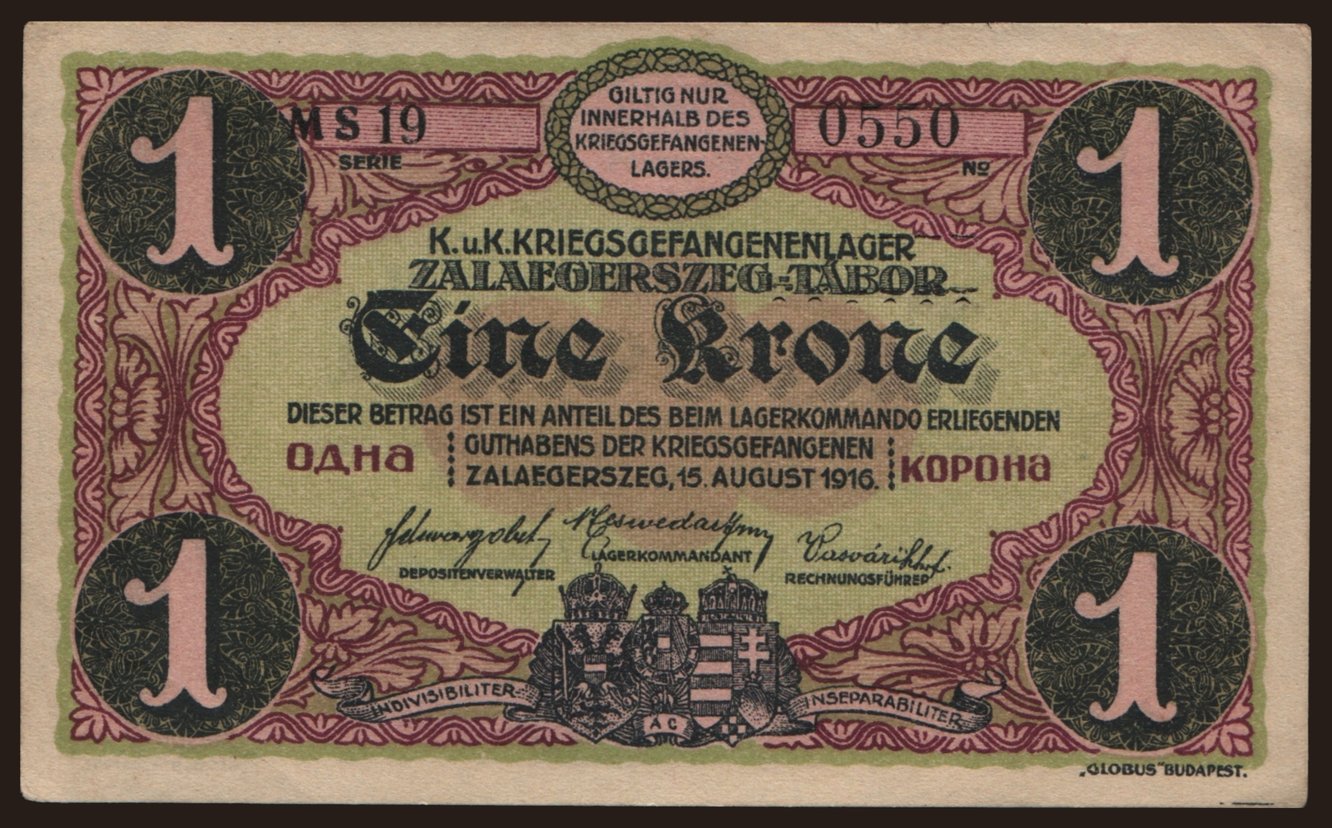 1
MS 19
SERIE
GILTIG NUR
INNERHALB DES
KRIEGSGEFANGENEN-
LAGERS.
0550
No
1
K.u.K.KRIEGSGEFANGENENLAGER
ZALAEGERSZEG-TÁBOR
Eine Krone
DIESER BETRAG IST EIN ANTEIL DES BEIM LAGERKOMMANDO ERLIEGENDEN
GUTHABENS DER KRIEGSGEFANGENEN
ОДНа
КОРОНа
ZALAEGERSZEG, 15. AUGUST 1916.
DEPOSITENVERWALTER
LAGERKOMMANDANT
RECHNUNGSFÜHRER
1
INDIVISIBILITER
AC
INSEPARABILITER
1
„GLOBUS" BUDAPEST.